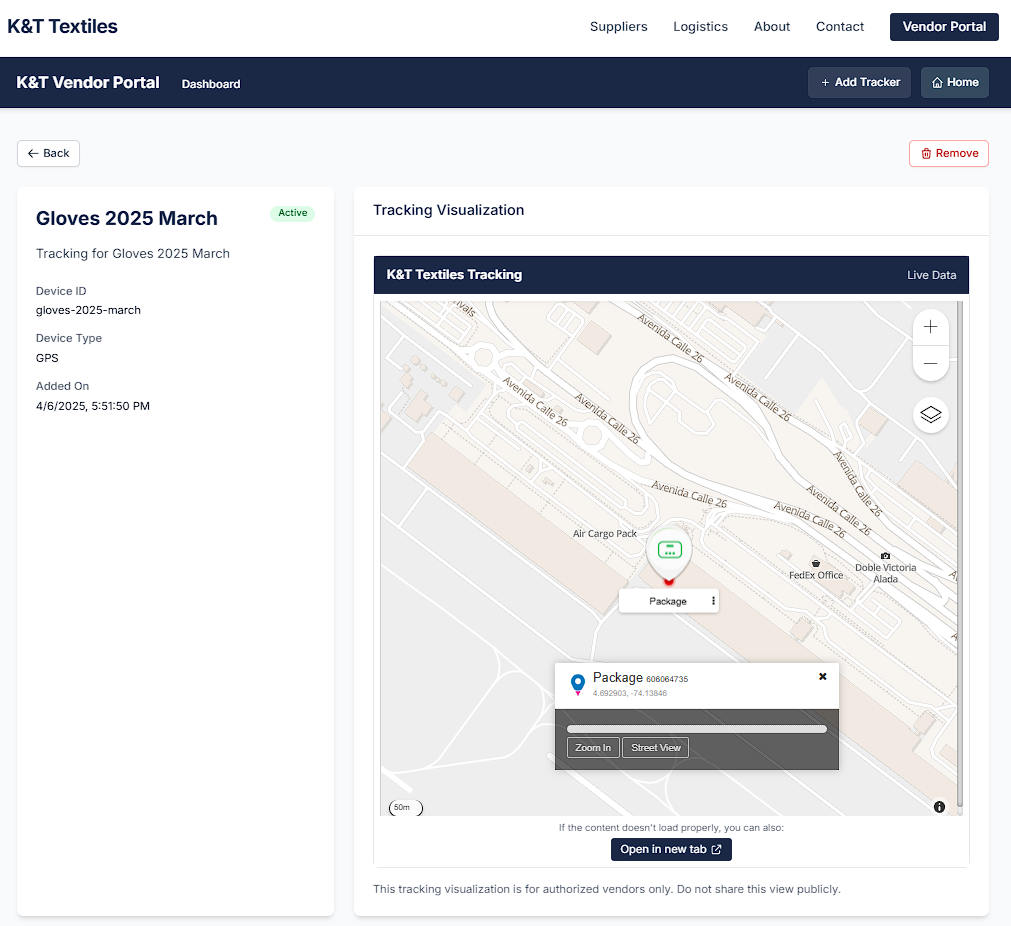 K&T Textiles
Suppliers Logistics About Contact Vendor Portal
K&T Vendor Portal Dashboard + Add Tracker Home
← Back
Remove
Gloves 2025 March Active
Tracking for Gloves 2025 March
Device ID
gloves-2025-march
Device Type
GPS
Added On
4/6/2025, 5:51:50 PM
Tracking Visualization
K&T Textiles Tracking Live Data
Avenida Calle 26
Avenida Calle 26
Avenida Calle 26
Avenida Calle 26
Avenida Calle 26
Avenida Calle 26
Avenida Calle 26
Avenida Calle 26
Air Cargo Pack
FedEx Office
Doble Victoria
Alada
Package
Package 606064735
4.692903, -74.13846
Zoom In Street View
50m
If the content doesn't load properly, you can also:
Open in new tab
This tracking visualization is for authorized vendors only. Do not share this view publicly.